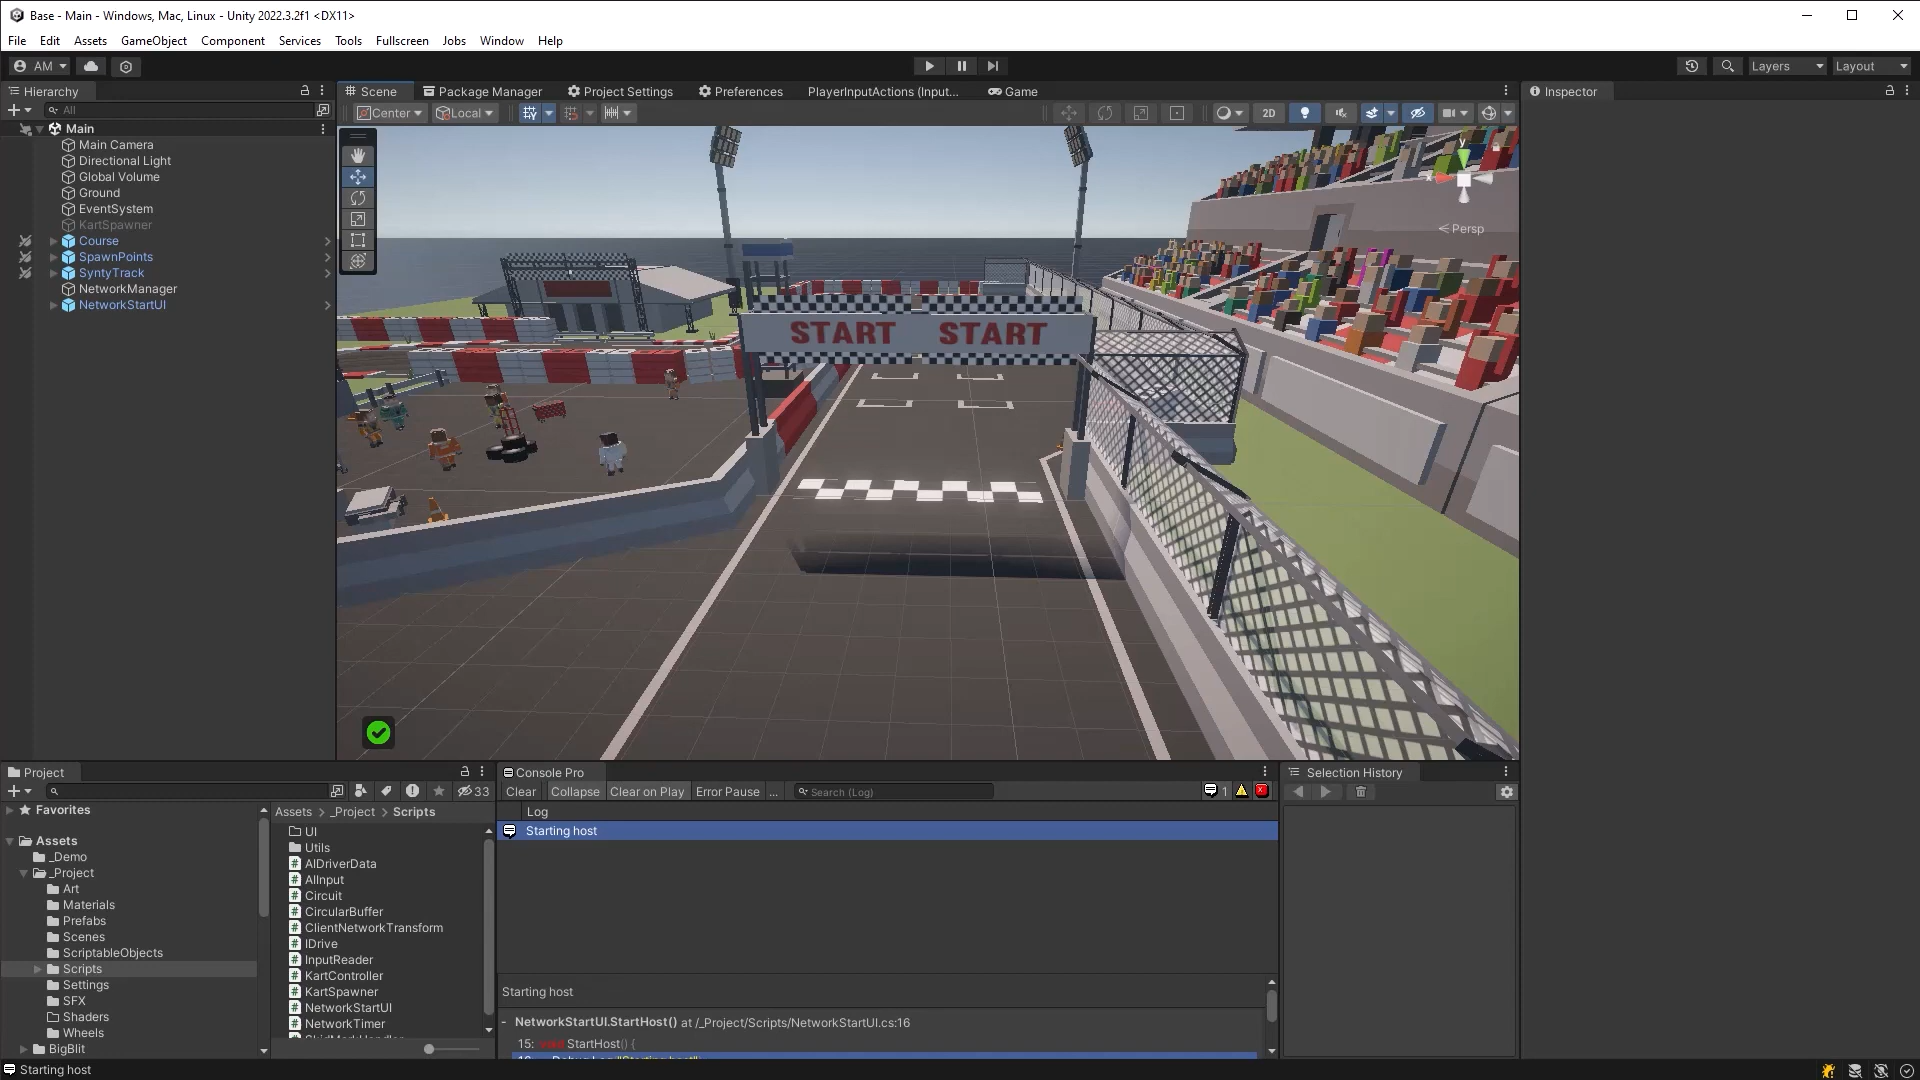 Base - Main - Windows, Mac, Linux - Unity 2022.3.2f1 <DX11>
File Edit Assets GameObject Component Services Tools Fullscreen Jobs Window Help
AM
Layers
Layout
Hierarchy
All
Main
Main Camera
Directional Light
Global Volume
Ground
EventSystem
KartSpawner
Course
SpawnPoints
SyntyTrack
NetworkManager
NetworkStartUI
Scene Package Manager Project Settings Preferences PlayerInputActions (Input... Game
Center Local
2D
y
x
Persp
START START
Inspector
Project
33
Favorites
Assets
_Demo
_Project
Art
Materials
Prefabs
Scenes
ScriptableObjects
Scripts
Settings
SFX
Shaders
Wheels
BigBlit
Assets > _Project > Scripts
UI
Utils
AIDriverData
AIInput
Circuit
CircularBuffer
ClientNetworkTransform
IDrive
InputReader
KartController
KartSpawner
NetworkStartUI
NetworkTimer
Console Pro
Clear Collapse Clear on Play Error Pause ... Search (Log)
1
Log
Starting host
Starting host
- NetworkStartUI.StartHost() at /_Project/Scripts/NetworkStartUI.cs:16
15: void StartHost() {
Selection History
Starting host